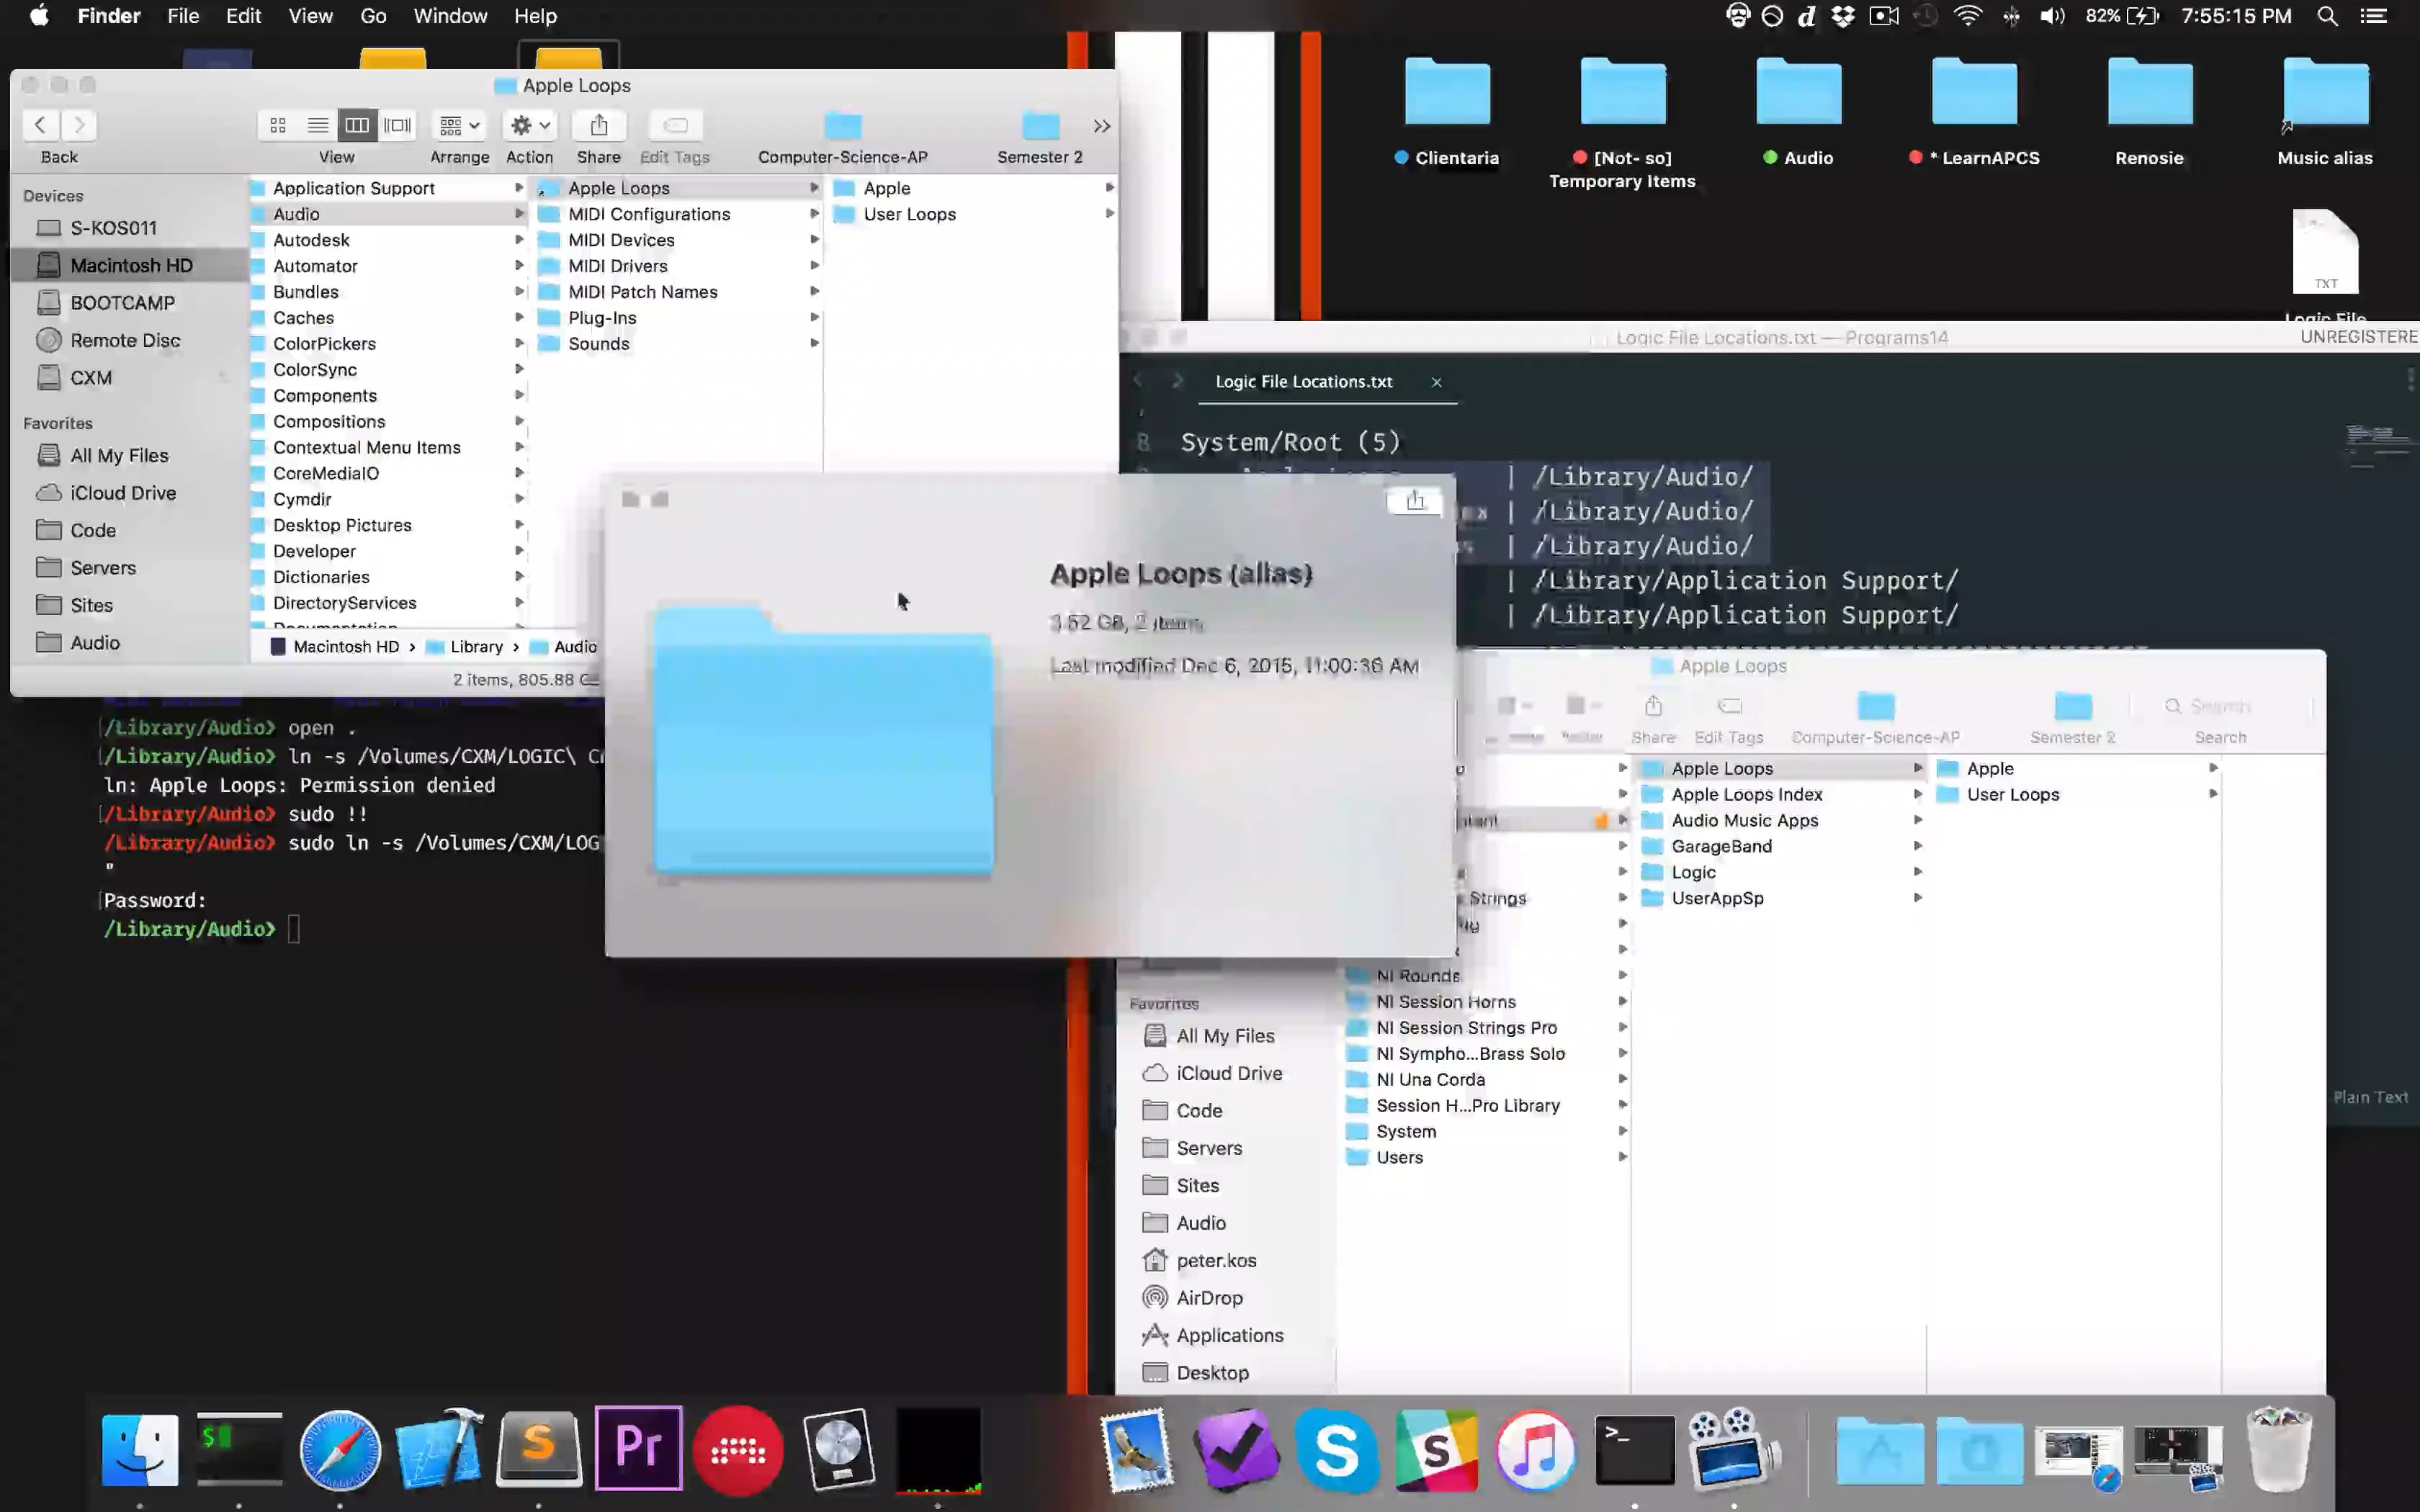 Finder File Edit View Go Window Help
82% 7:55:15 PM
Apple Loops
Back View Arrange Action Share Edit Tags Computer-Science-AP Semester 2
Devices
S-KOS011
Macintosh HD
BOOTCAMP
Remote Disc
CXM
Favorites
All My Files
iCloud Drive
Code
Servers
Sites
Audio
Application Support
Audio
Autodesk
Automator
Bundles
Caches
ColorPickers
ColorSync
Components
Compositions
Contextual Menu Items
CoreMediaIO
Cymdir
Desktop Pictures
Developer
Dictionaries
DirectoryServices
Apple Loops
MIDI Configurations
MIDI Devices
MIDI Drivers
MIDI Patch Names
Plug-Ins
Sounds
Apple
User Loops
Macintosh HD › Library › Audio
2 items, 805.88
Clientaria
[Not- so]
Temporary Items
Audio
* LearnAPCS
Renosie
Music alias
TXT
Logic File
Logic File Locations.txt — Programs14
UNREGISTERE
Logic File Locations.txt ×
8 System/Root (5)
| /Library/Audio/
| /Library/Audio/
| /Library/Audio/
| /Library/Application Support/
| /Library/Application Support/
Plain Text
Apple Loops (alias)
3.52 GB, 2 items
Last modified Dec 6, 2015, 11:00:36 AM
/Library/Audio> open .
/Library/Audio> ln -s /Volumes/CXM/LOGIC\
ln: Apple Loops: Permission denied
/Library/Audio> sudo !!
/Library/Audio> sudo ln -s /Volumes/CXM/LOG
"
Password:
/Library/Audio>
Apple Loops
Search
Share Edit Tags Computer-Science-AP Semester 2 Search
Strings
NI Rounds
NI Session Horns
NI Session Strings Pro
NI Sympho...Brass Solo
NI Una Corda
Session H...Pro Library
System
Users
Apple Loops
Apple Loops Index
Audio Music Apps
GarageBand
Logic
UserAppSp
Apple
User Loops
Favorites
All My Files
iCloud Drive
Code
Servers
Sites
Audio
peter.kos
AirDrop
Applications
Desktop
$
S
Pr
S
S
>_